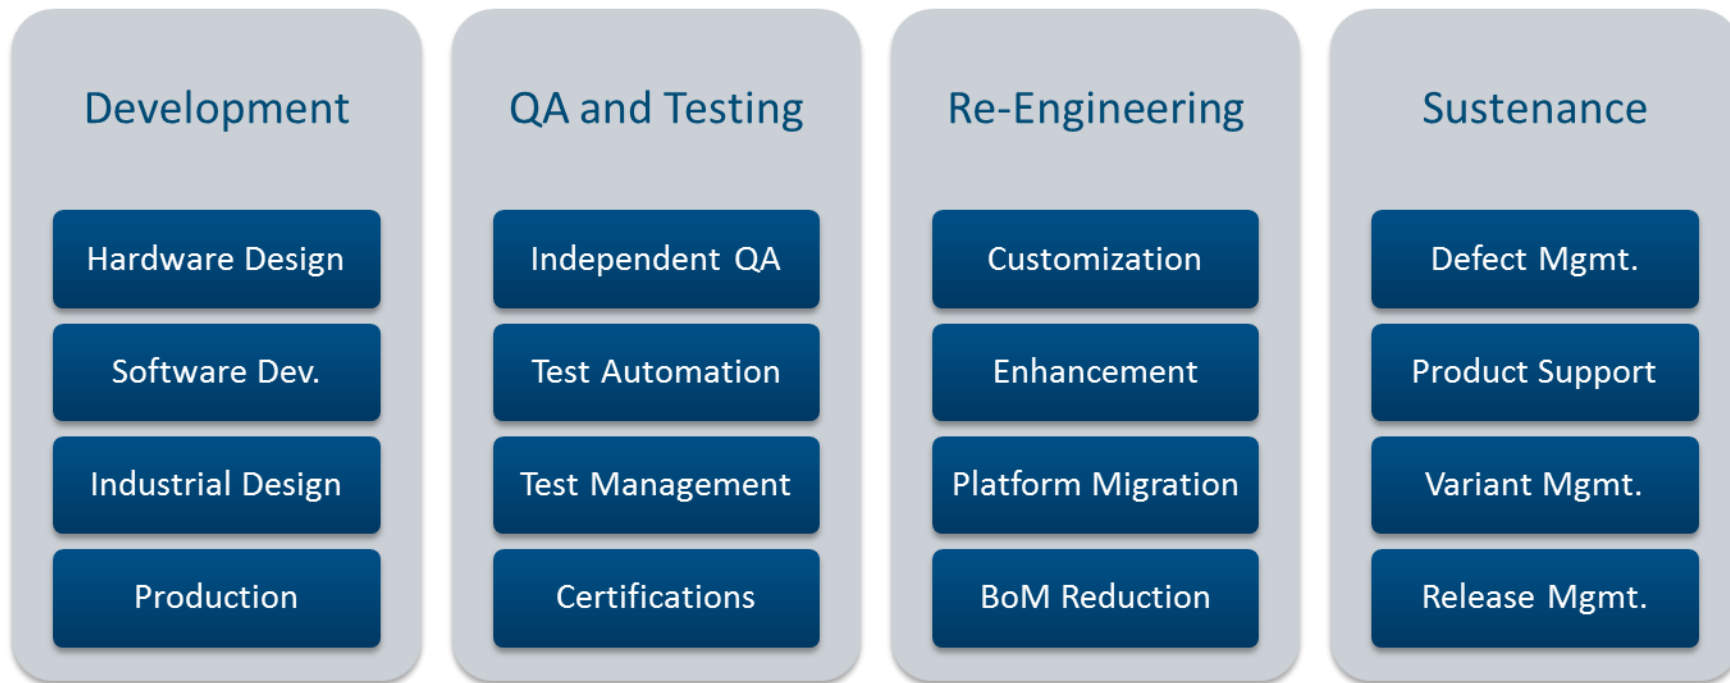 Development
Hardware Design
Software Dev.
Industrial Design
Production
QA and Testing
Independent QA
Test Automation
Test Management
Certifications
Re-Engineering
Customization
Enhancement
Platform Migration
BoM Reduction
Sustenance
Defect Mgmt.
Product Support
Variant Mgmt.
Release Mgmt.